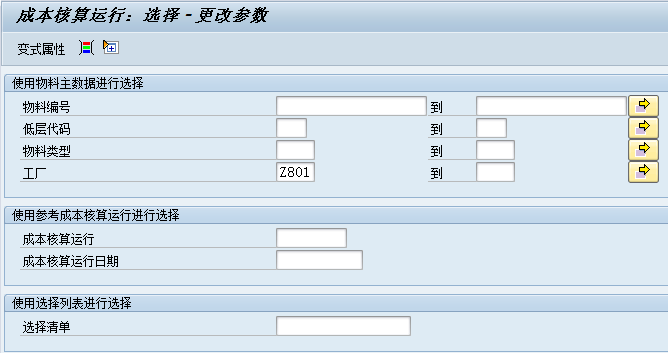 成本核算运行：选择 - 更改参数
变式属性
使用物料主数据进行选择
物料编号 到
低层代码 到
物料类型 到
工厂 Z801 到
使用参考成本核算运行进行选择
成本核算运行
成本核算运行日期
使用选择列表进行选择
选择清单